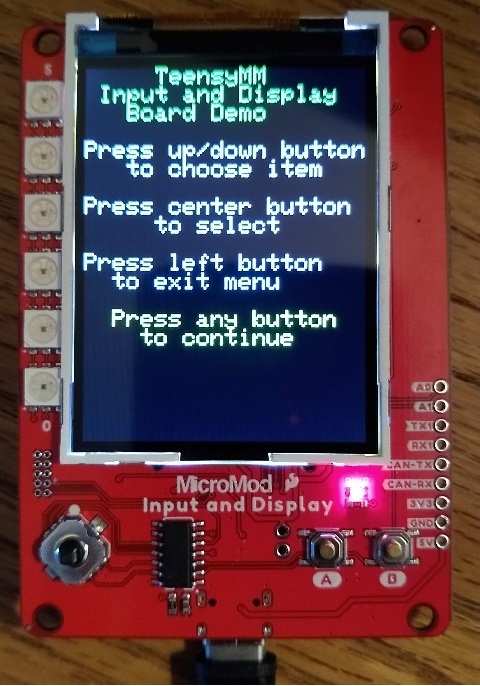 TeensyMM
Input and Display
Board Demo
Press up/down button
to choose item
Press center button
to select
Press left button
to exit menu
Press any button
to continue
5
0
A0
A1
TX1
RX1
CAN-TX
CAN-RX
3V3
GND
5V
MicroMod
Input and Display
A
B